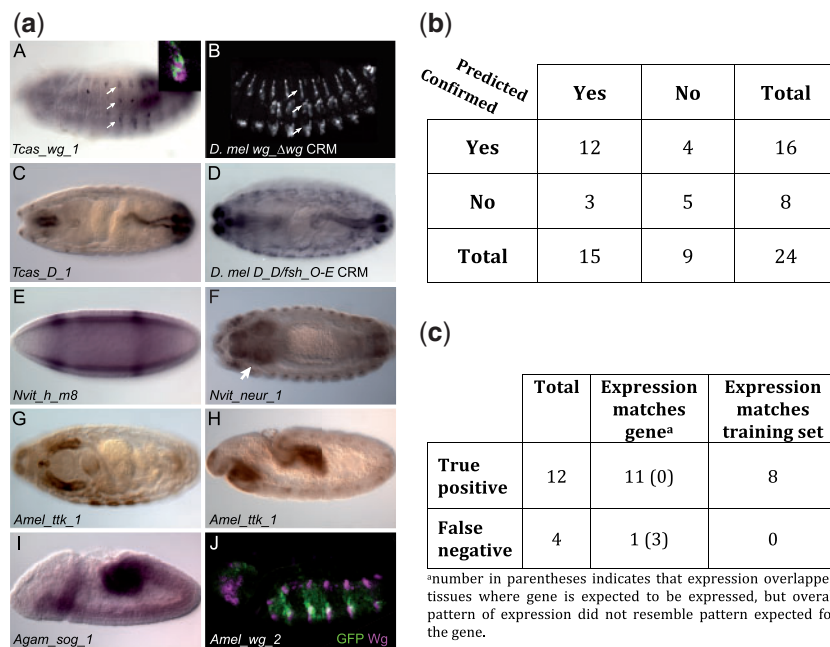 (a)
A
Tcas_wg_1
B
D. mel wg_Δwg CRM
C
Tcas_D_1
D
D. mel D_D/fsh_O-E CRM
E
Nvit_h_m8
F
Nvit_neur_1
G
Amel_ttk_1
H
Amel_ttk_1
I
Agam_sog_1
J
Amel_wg_2 GFP Wg
(b)
Predicted
Confirmed
Yes No Total
Yes 12 4 16
No 3 5 8
Total 15 9 24
(c)
Total Expression Expression
matches matches
geneᵃ training set
True
positive 12 11 (0) 8
False
negative 4 1 (3) 0
ᵃnumber in parentheses indicates that expression overlappe
tissues where gene is expected to be expressed, but overa
pattern of expression did not resemble pattern expected fo
the gene.